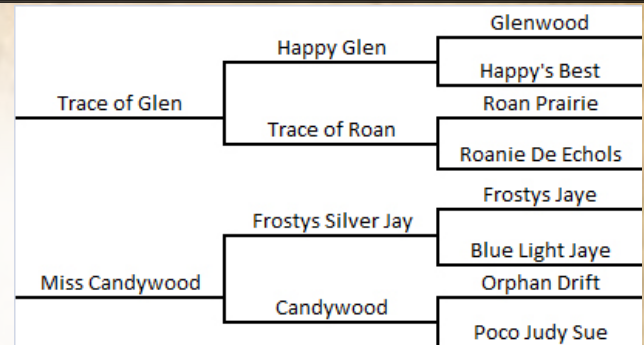 Glenwood
Happy Glen
Happy's Best
Trace of Glen
Roan Prairie
Trace of Roan
Roanie De Echols
Frostys Jaye
Frostys Silver Jay
Blue Light Jaye
Miss Candywood
Orphan Drift
Candywood
Poco Judy Sue